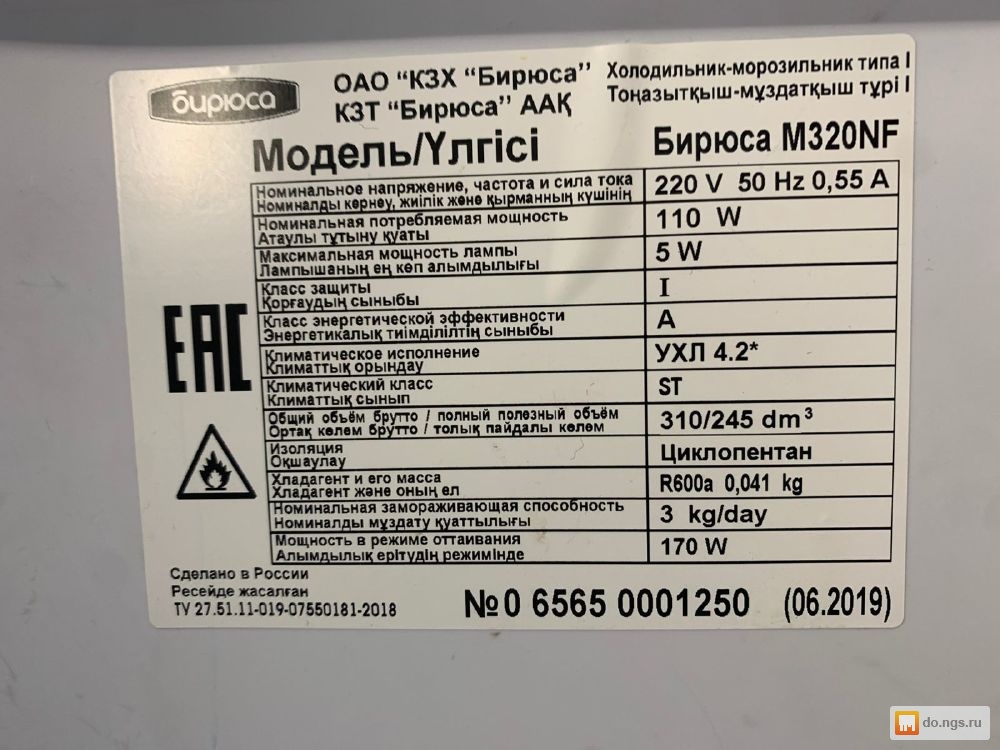 бирюса
ОАО “КЗХ “Бирюса”
КЗТ “Бирюса” ААҚ
Холодильник-морозильник типа I
Тоңазытқыш-мұздатқыш түрі I
Модель/Үлгісі
Бирюса M320NF
Номинальное напряжение, частота и сила тока
Номиналды кернеу, жиілік және қырманның күшінің
220 V 50 Hz 0,55 A
Номинальная потребляемая мощность
Атаулы тұтыну қуаты
110 W
Максимальная мощность лампы
Лампышаның ең көп алымдылығы
5 W
Класс защиты
Қорғаудың сыныбы
I
Класс энергетической эффективности
Энергетикалық тиімділілтің сыныбы
A
Климатическое исполнение
Климаттық орындау
УХЛ 4.2*
Климатический класс
Климаттық сынып
ST
Общий объём брутто / полный полезный объём
Ортақ көлем брутто / толық пайдалы көлем
310/245 dm³
Изоляция
Оқшаулау
Циклопентан
Хладагент и его масса
Хладагент және оның ел
R600a 0,041 kg
Номинальная замораживающая способность
Номиналды мұздату қуаттылығы
3 kg/day
Мощность в режиме оттаивания
Алымдылық ерітудің режимінде
170 W
EAC
Сделано в России
Ресейде жасалған
ТУ 27.51.11-019-07550181-2018
№0 6565 0001250 (06.2019)
do.ngs.ru